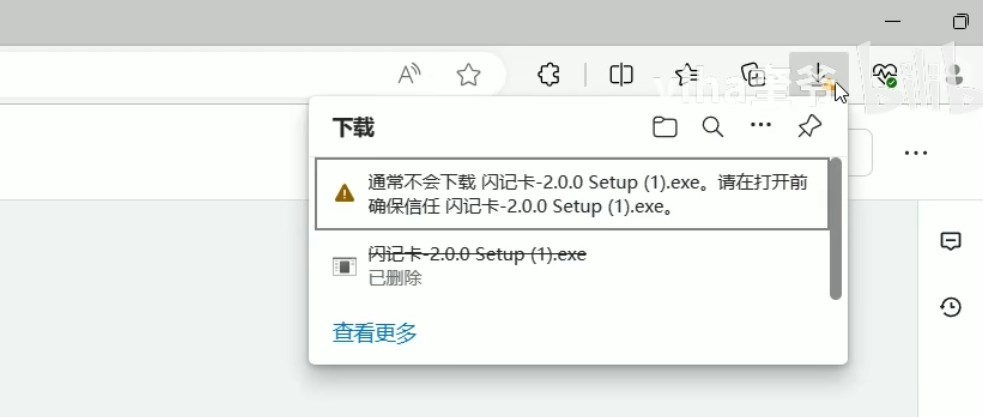 下载
通常不会下载 闪记卡-2.0.0 Setup (1).exe。请在打开前
确保信任 闪记卡-2.0.0 Setup (1).exe。
闪记卡-2.0.0 Setup (1).exe
已删除
查看更多